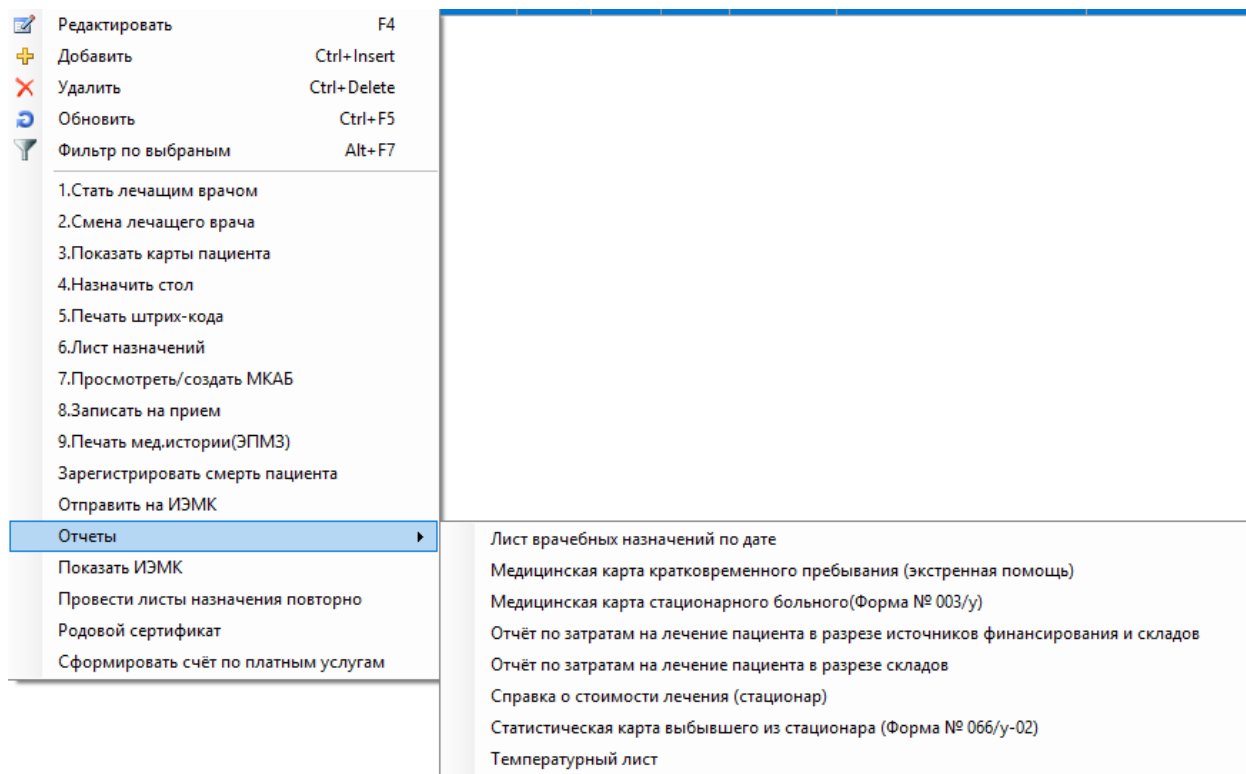 Редактировать F4
Добавить Ctrl+Insert
Удалить Ctrl+Delete
Обновить Ctrl+F5
Фильтр по выбраным Alt+F7
1.Стать лечащим врачом
2.Смена лечащего врача
3.Показать карты пациента
4.Назначить стол
5.Печать штрих-кода
6.Лист назначений
7.Просмотреть/создать МКАБ
8.Записать на прием
9.Печать мед.истории(ЭПМЗ)
Зарегистрировать смерть пациента
Отправить на ИЭМК
Отчеты
Показать ИЭМК
Провести листы назначения повторно
Родовой сертификат
Сформировать счёт по платным услугам
Лист врачебных назначений по дате
Медицинская карта кратковременного пребывания (экстренная помощь)
Медицинская карта стационарного больного(Форма № 003/у)
Отчёт по затратам на лечение пациента в разрезе источников финансирования и складов
Отчёт по затратам на лечение пациента в разрезе складов
Справка о стоимости лечения (стационар)
Статистическая карта выбывшего из стационара (Форма № 066/у-02)
Температурный лист